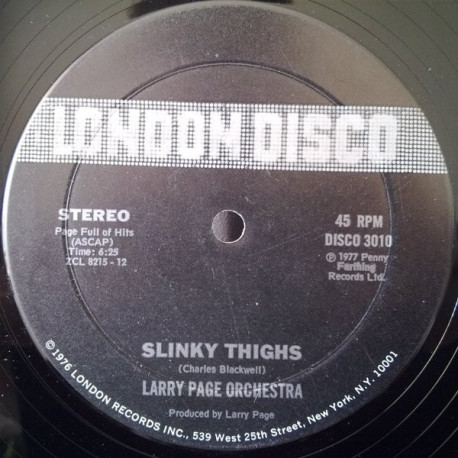 LONDON DISCO
STEREO
Page Full of Hits
(ASCAP)
Time: 6:25
ZCL 8215 - 12
45 RPM
DISCO 3010
℗ 1977 Penny
Farthing
Records Ltd.
SLINKY THIGHS
(Charles Blackwell)
LARRY PAGE ORCHESTRA
Produced by Larry Page
©1976 LONDON RECORDS INC., 539 West 25th Street, New York, N.Y. 10001